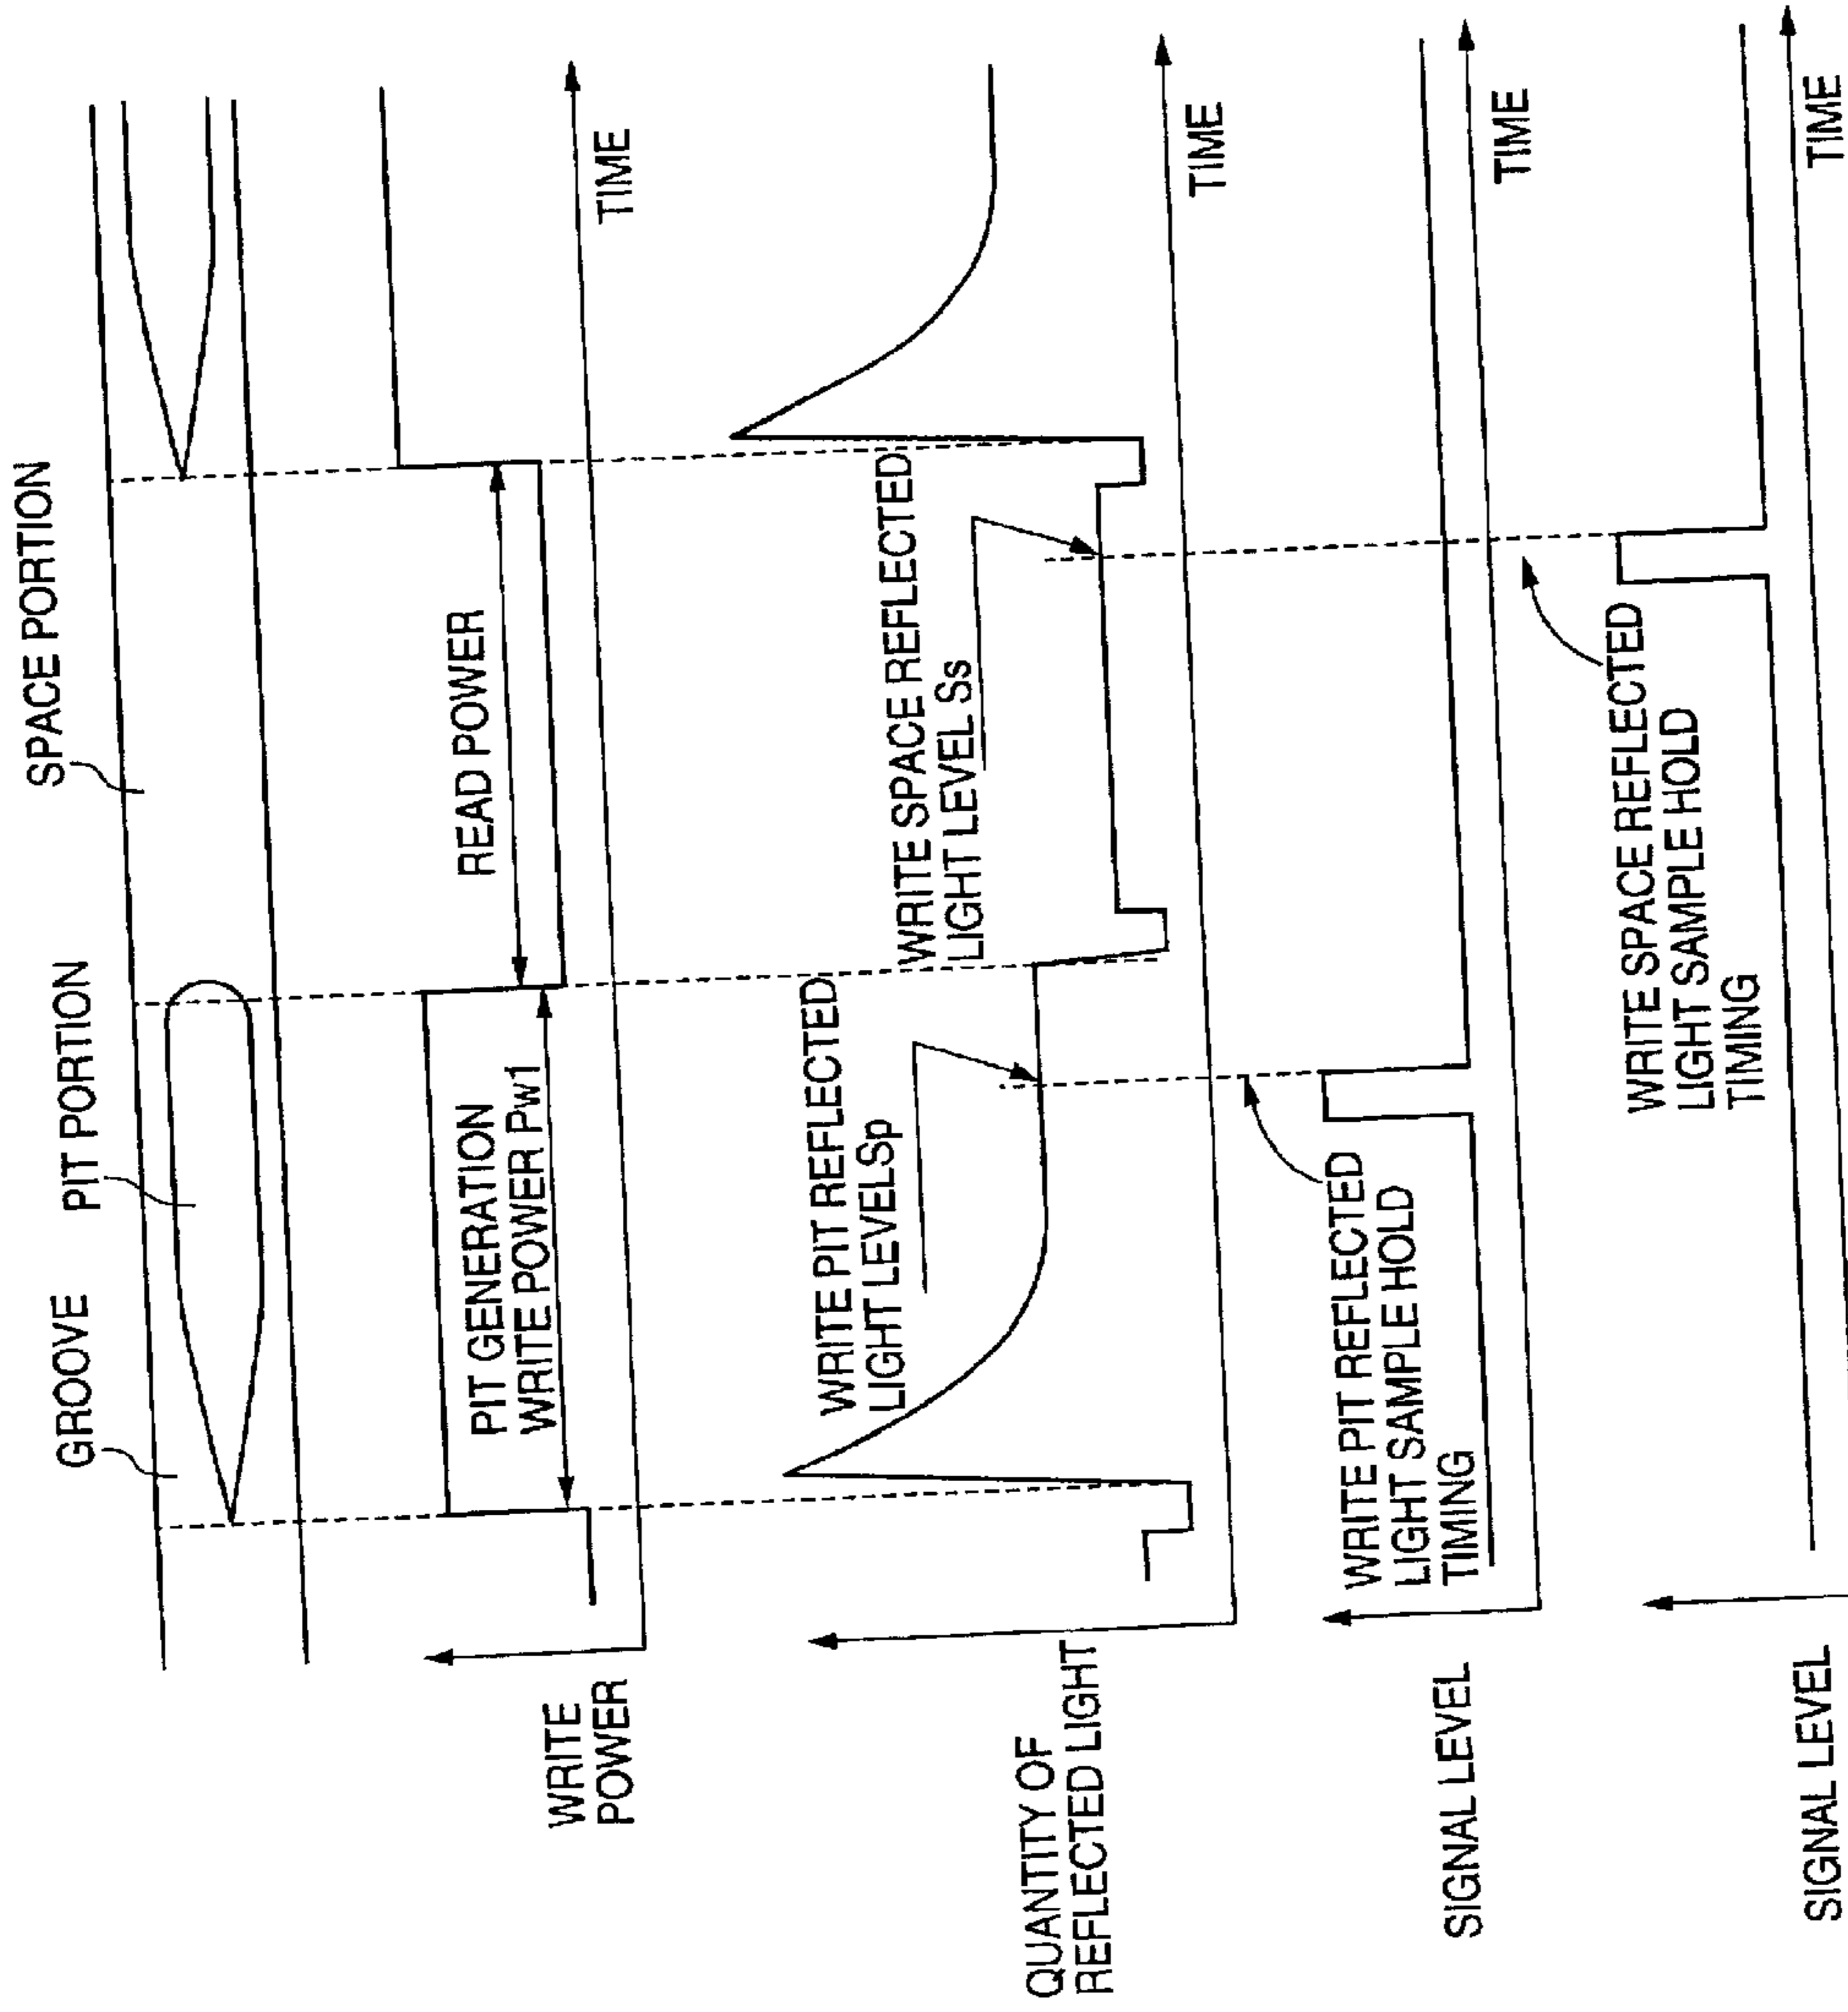 GROOVE
PIT PORTION
SPACE PORTION
WRITE
POWER
PIT GENERATION
WRITE POWER Pw1
READ POWER
TIME
QUANTITY OF
REFLECTED LIGHT
WRITE PIT REFLECTED
LIGHT LEVELSp
WRITE SPACE REFLECTED
LIGHT LEVEL Ss
TIME
SIGNAL LEVEL
WRITE PIT REFLECTED
LIGHT SAMPLE HOLD
TIMING
TIME
SIGNAL LEVEL
WRITE SPACE REFLECTED
LIGHT SAMPLE HOLD
TIMING
TIME